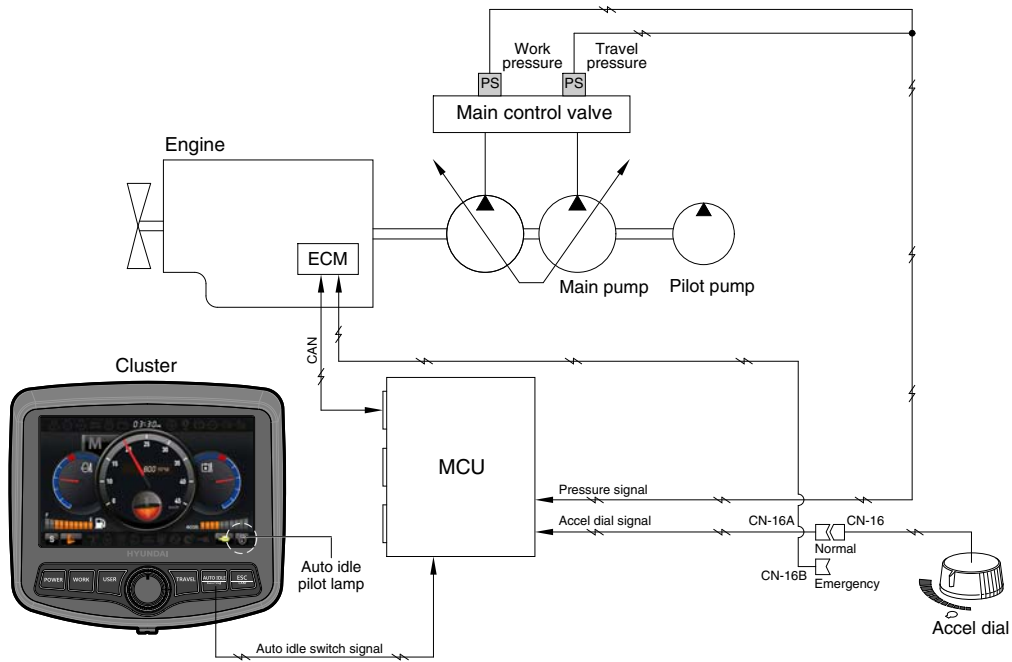 Work
pressure
Travel
pressure
PS
PS
Main control valve
Engine
ECM
Main pump
Pilot pump
CAN
Cluster
03:30
M
MCU
Pressure signal
Accel dial signal
CN-16A
CN-16
Normal
CN-16B
Emergency
Accel dial
HYUNDAI
POWER
WORK
USER
TRAVEL
AUTO IDLE
ESC
Auto idle
pilot lamp
Auto idle switch signal